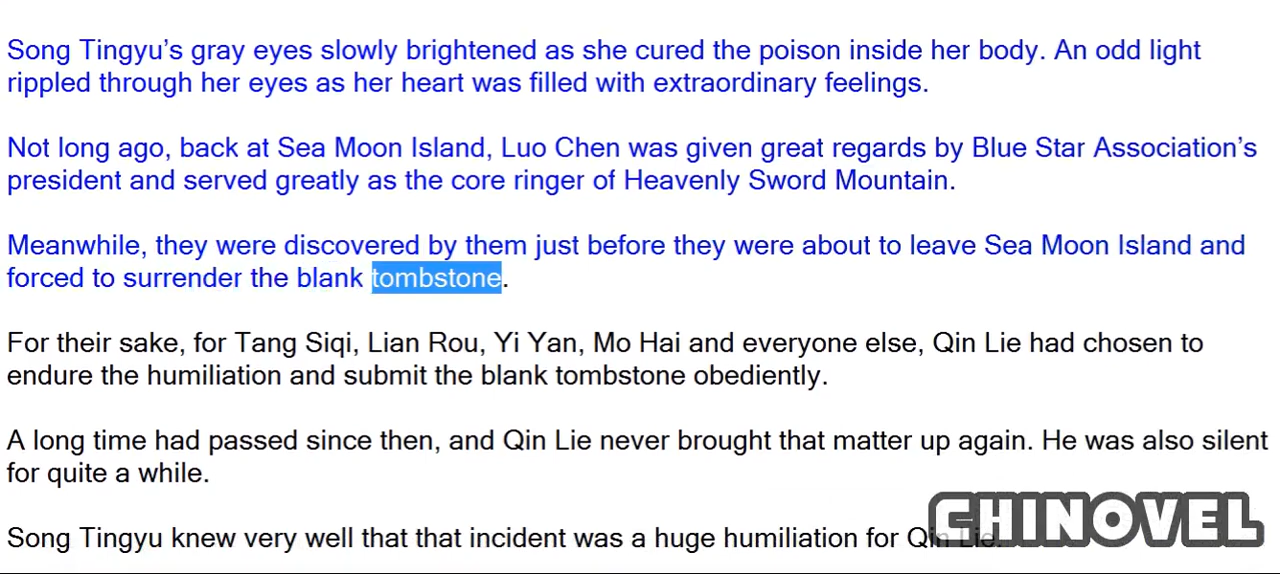 Song Tingyu's gray eyes slowly brightened as she cured the poison inside her body. An odd light
rippled through her eyes as her heart was filled with extraordinary feelings.
Not long ago, back at Sea Moon Island, Luo Chen was given great regards by Blue Star Association's
president and served greatly as the core ringer of Heavenly Sword Mountain.
Meanwhile, they were discovered by them just before they were about to leave Sea Moon Island and
forced to surrender the blank tombstone.
For their sake, for Tang Siqi, Lian Rou, Yi Yan, Mo Hai and everyone else, Qin Lie had chosen to
endure the humiliation and submit the blank tombstone obediently.
A long time had passed since then, and Qin Lie never brought that matter up again. He was also silent
for quite a while.
Song Tingyu knew very well that that incident was a huge humiliation for Qin Lie.
CHINOVEL